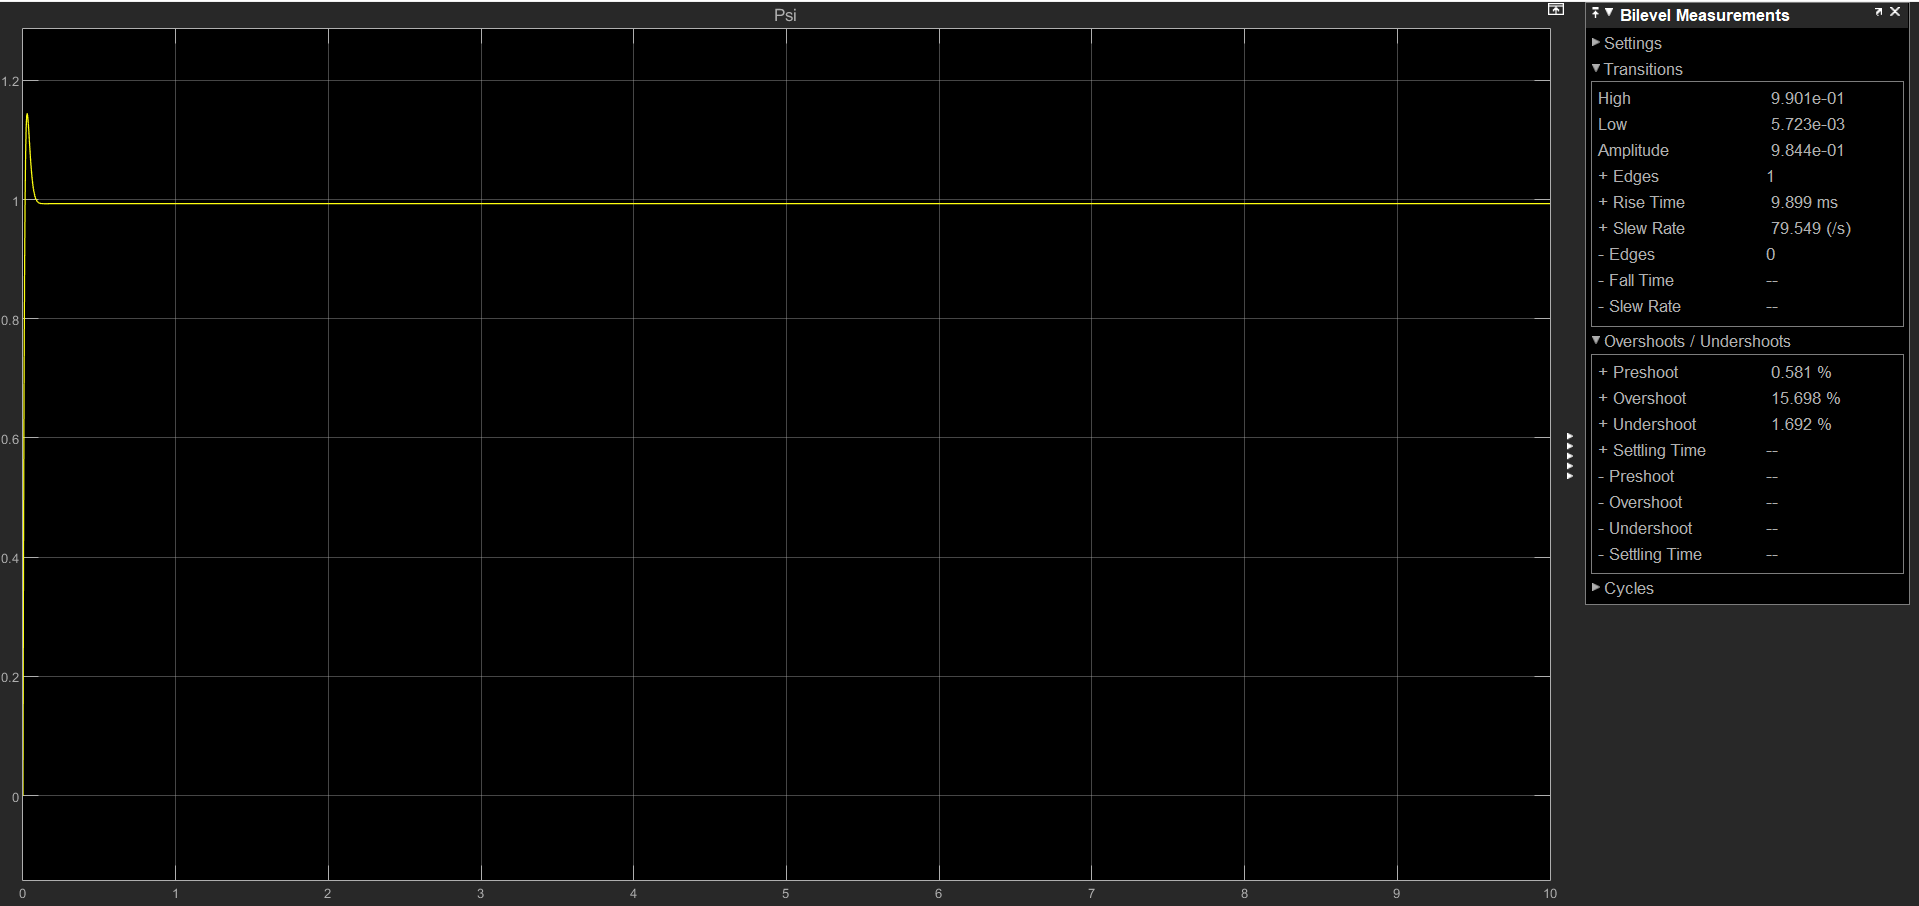 Psi
1.2
1
0.8
0.6
0.4
0.2
0
0 1 2 3 4 5 6 7 8 9 10
Bilevel Measurements
Settings
Transitions
High 9.901e-01
Low 5.723e-03
Amplitude 9.844e-01
+ Edges 1
+ Rise Time 9.899 ms
+ Slew Rate 79.549 (/s)
- Edges 0
- Fall Time --
- Slew Rate --
Overshoots / Undershoots
+ Preshoot 0.581 %
+ Overshoot 15.698 %
+ Undershoot 1.692 %
+ Settling Time --
- Preshoot --
- Overshoot --
- Undershoot --
- Settling Time --
Cycles